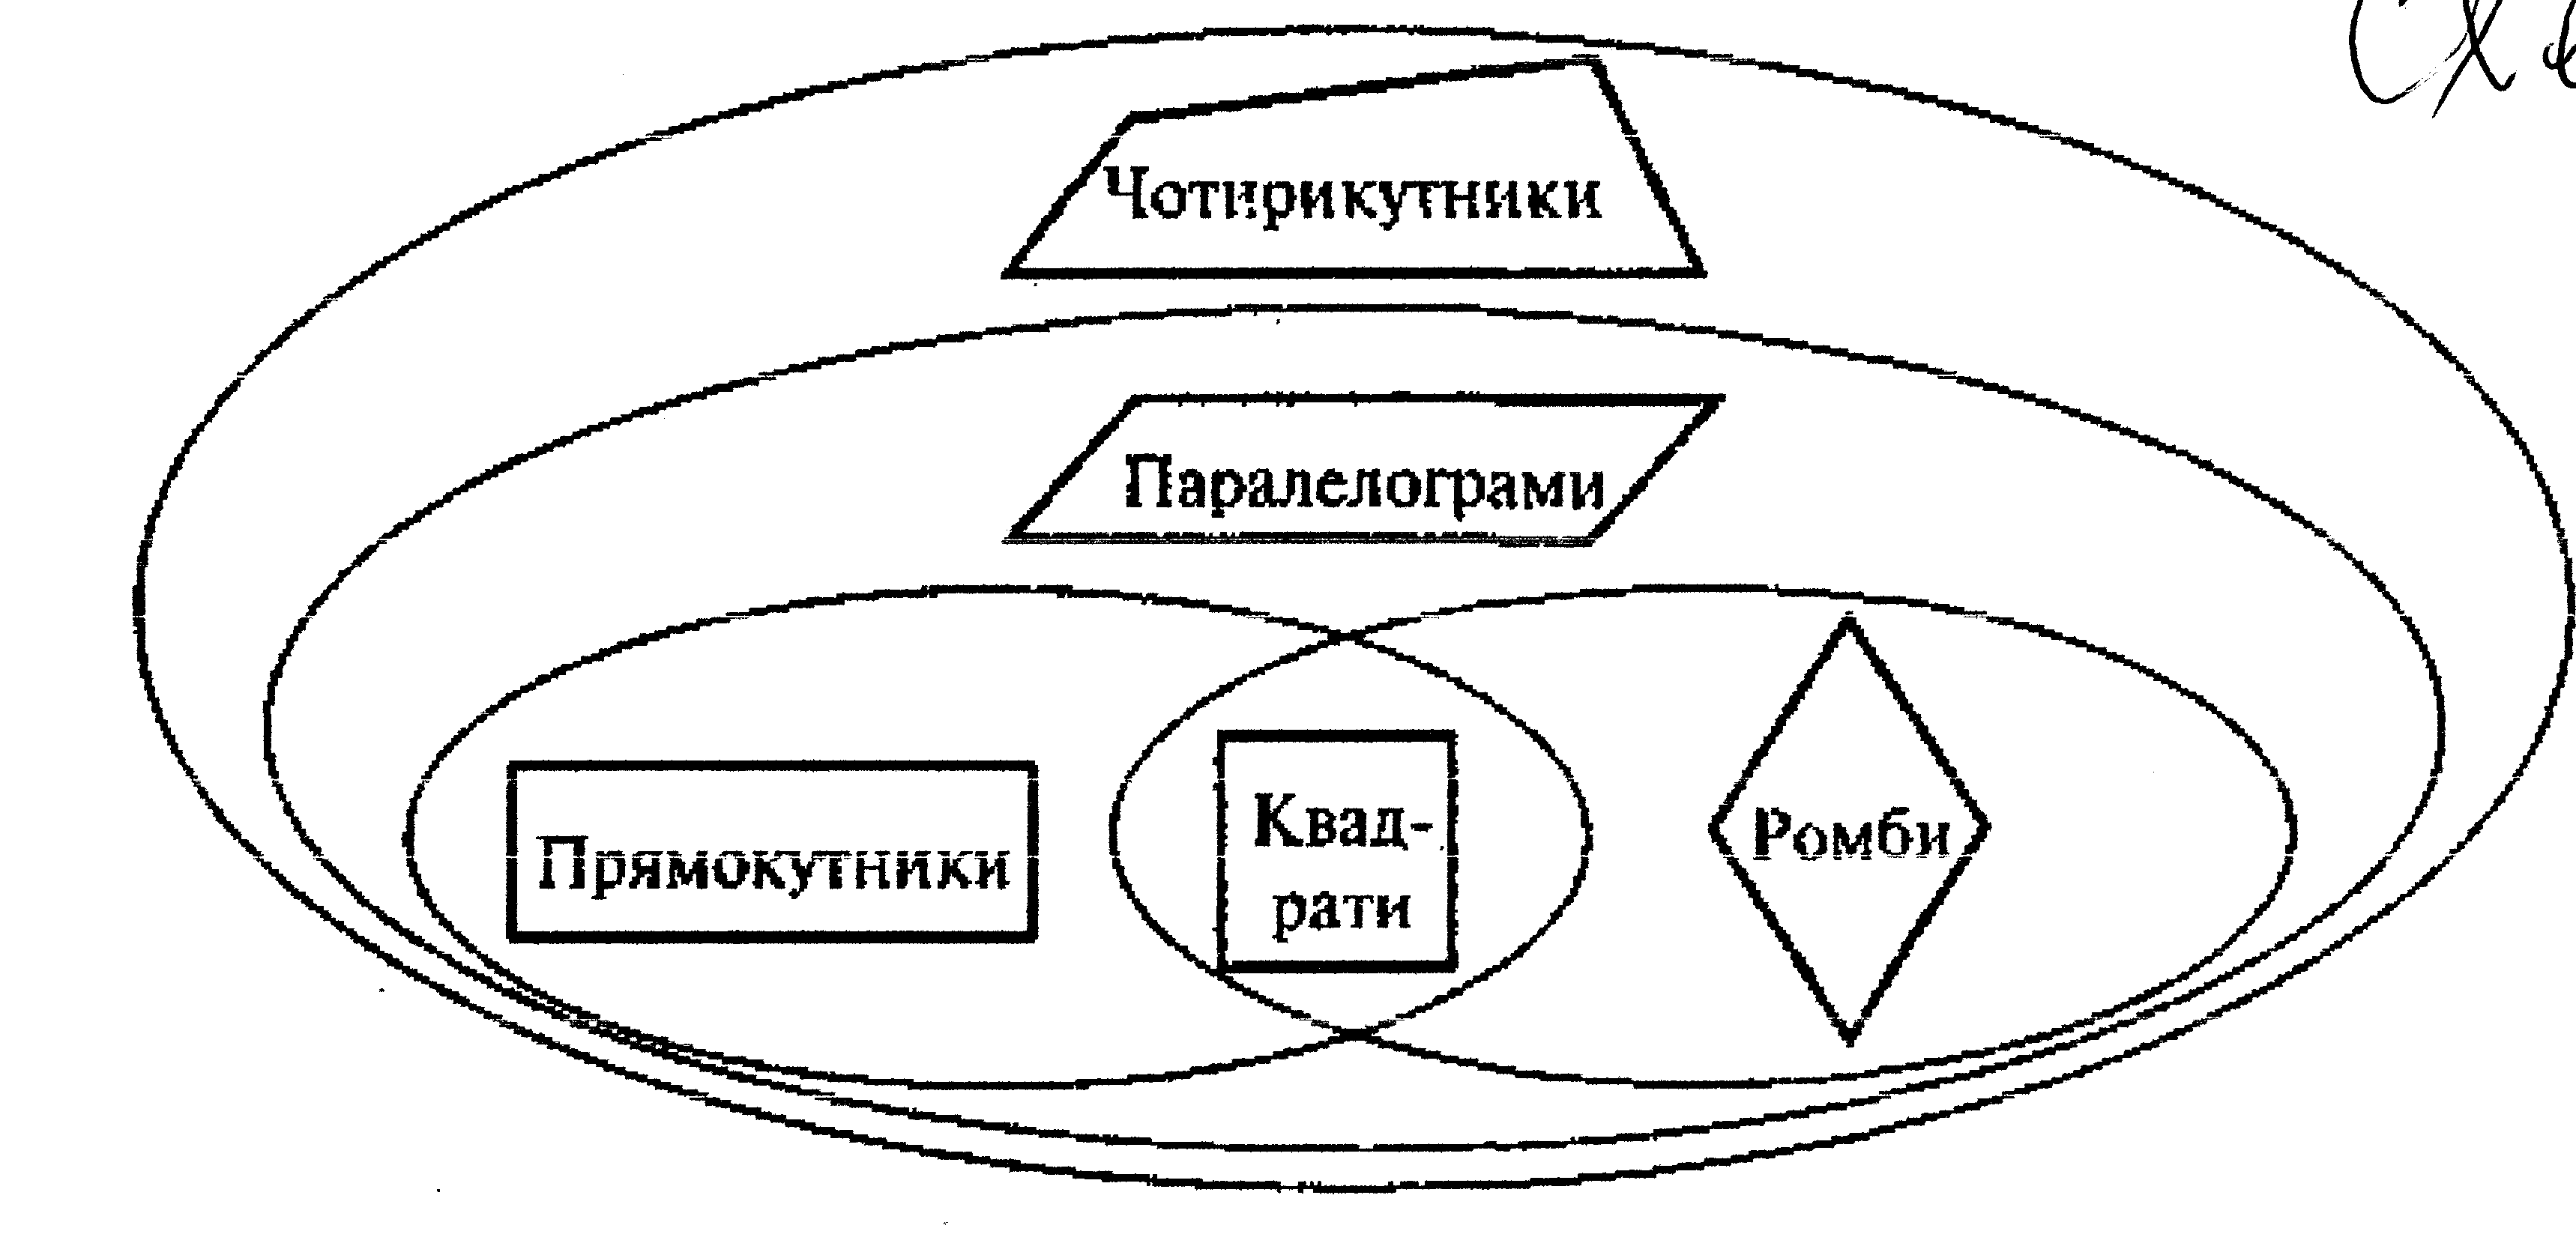 Чотирикутники
Паралелограми
Прямокутники
Квад-
рати
Ромби